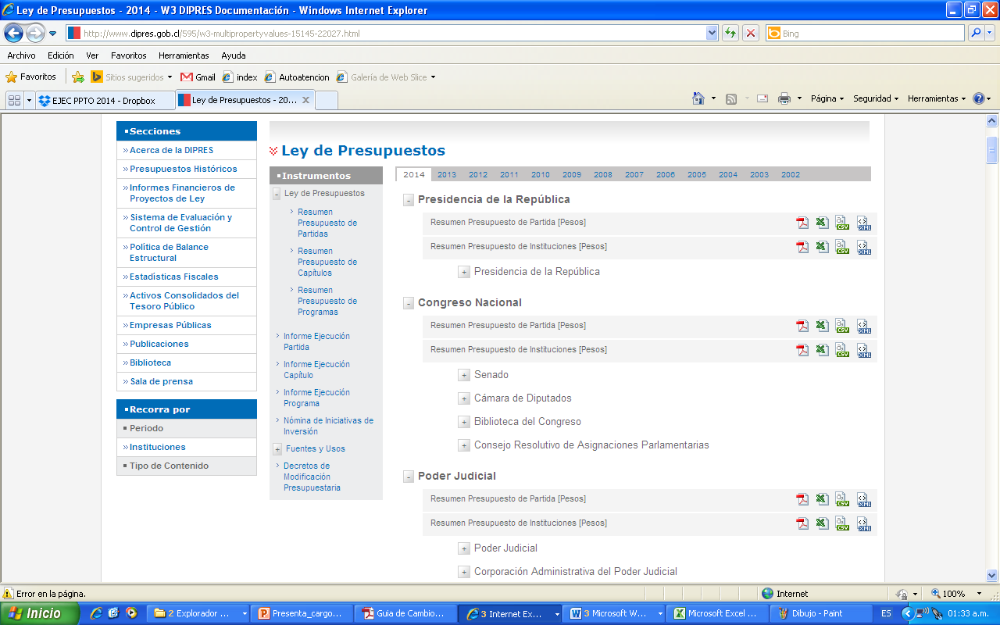 Ley de Presupuestos - 2014 - W3 DIPRES Documentación - Windows Internet Explorer
http://www.dipres.gob.cl/595/w3-multipropertyvalues-15145-22027.html
Bing
Archivo Edición Ver Favoritos Herramientas Ayuda
Favoritos Sitios sugeridos Gmail index Autoatencion Galería de Web Slice
EJEC PPTO 2014 - Dropbox
Ley de Presupuestos - 20...
Página Seguridad Herramientas
Secciones
Acerca de la DIPRES
Presupuestos Históricos
Informes Financieros de
Proyectos de Ley
Sistema de Evaluación y
Control de Gestión
Política de Balance
Estructural
Estadísticas Fiscales
Activos Consolidados del
Tesoro Público
Empresas Públicas
Publicaciones
Biblioteca
Sala de prensa
Recorra por
Periodo
Instituciones
Tipo de Contenido
Ley de Presupuestos
Instrumentos
- Ley de Presupuestos
Resumen
Presupuesto de
Partidas
Resumen
Presupuesto de
Capítulos
Resumen
Presupuesto de
Programas
Informe Ejecución
Partida
Informe Ejecución
Capítulo
Informe Ejecución
Programa
Nómina de Iniciativas de
Inversión
+ Fuentes y Usos
Decretos de
Modificación
Presupuestaria
2014 2013 2012 2011 2010 2009 2008 2007 2006 2005 2004 2003 2002
- Presidencia de la República
Resumen Presupuesto de Partida [Pesos] a, CSV XML
Resumen Presupuesto de Instituciones [Pesos] a, CSV XML
+ Presidencia de la República
- Congreso Nacional
Resumen Presupuesto de Partida [Pesos] a, CSV XML
Resumen Presupuesto de Instituciones [Pesos] a, CSV XML
+ Senado
+ Cámara de Diputados
+ Biblioteca del Congreso
+ Consejo Resolutivo de Asignaciones Parlamentarias
- Poder Judicial
Resumen Presupuesto de Partida [Pesos] a, CSV XML
Resumen Presupuesto de Instituciones [Pesos] a, CSV XML
+ Poder Judicial
+ Corporación Administrativa del Poder Judicial
Error en la página. Internet 100%
Inicio 2 Explorador ... Presenta_cargo... Guia de Cambio... 3 Internet Ex... 3 Microsoft W... Microsoft Excel ... Dibujo - Paint ES 01:33 a.m.